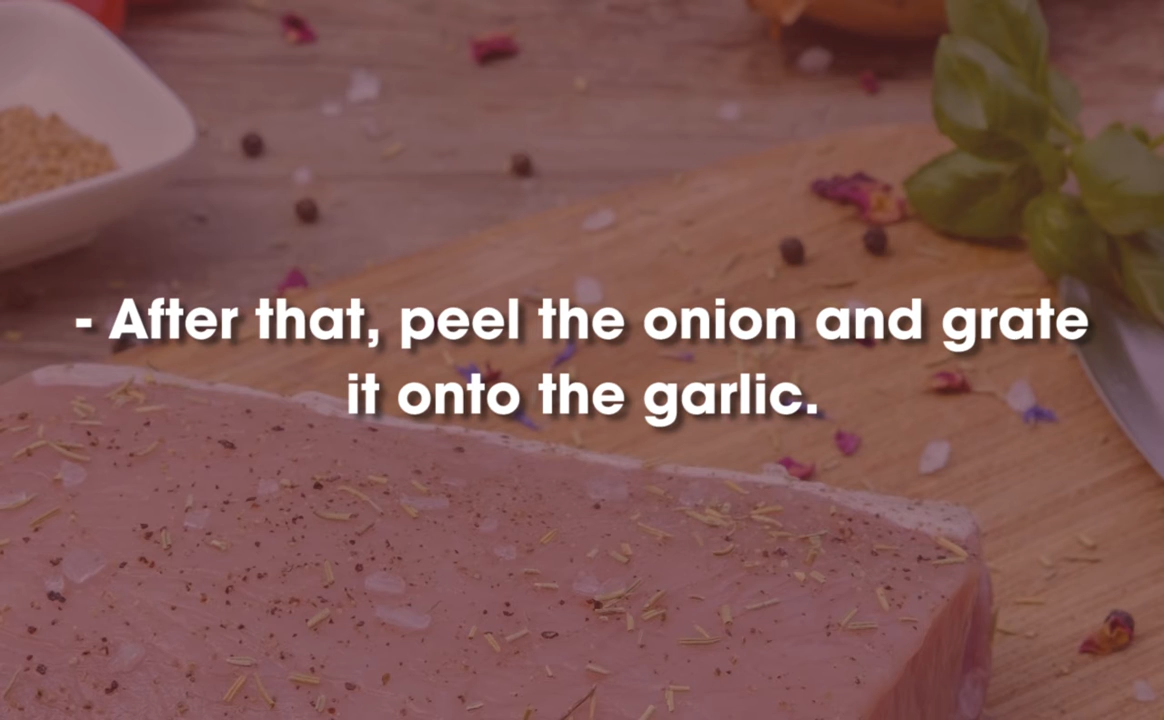 - After that, peel the onion and grate
it onto the garlic.